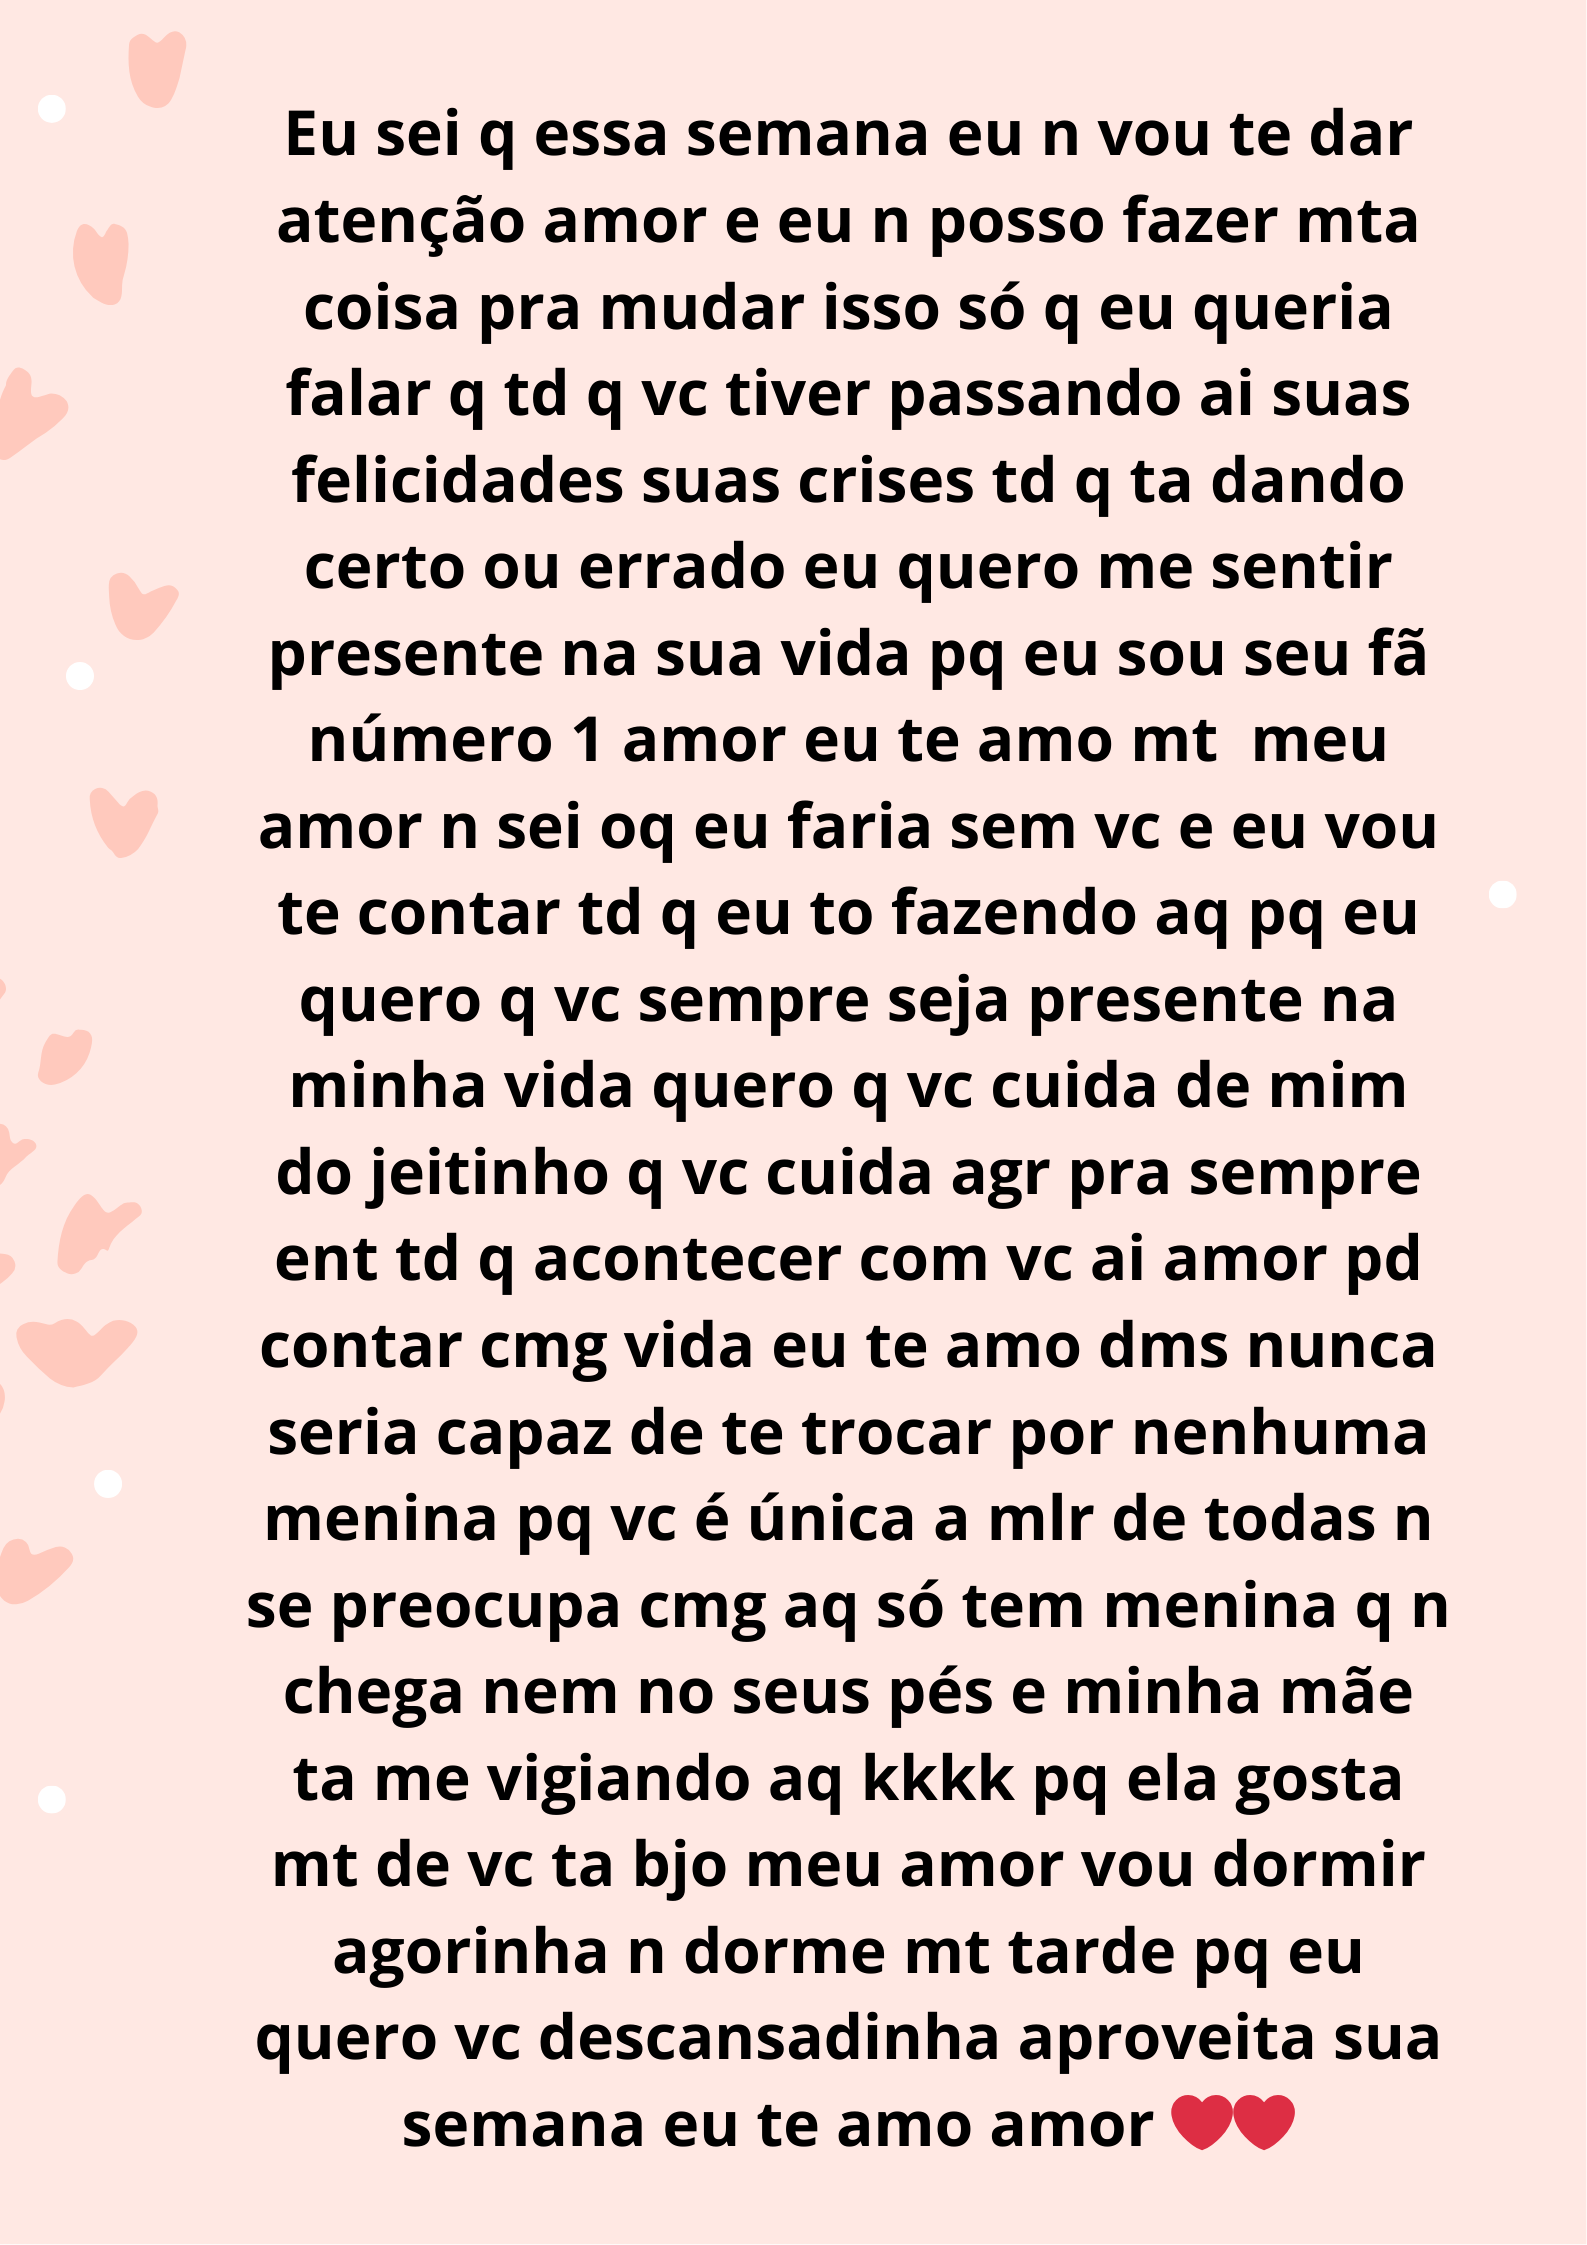 Eu sei q essa semana eu n vou te dar
atenção amor e eu n posso fazer mta
coisa pra mudar isso só q eu queria
falar q td q vc tiver passando ai suas
felicidades suas crises td q ta dando
certo ou errado eu quero me sentir
presente na sua vida pq eu sou seu fã
número 1 amor eu te amo mt  meu
amor n sei oq eu faria sem vc e eu vou
te contar td q eu to fazendo aq pq eu
quero q vc sempre seja presente na
minha vida quero q vc cuida de mim
do jeitinho q vc cuida agr pra sempre
ent td q acontecer com vc ai amor pd
contar cmg vida eu te amo dms nunca
seria capaz de te trocar por nenhuma
menina pq vc é única a mlr de todas n
se preocupa cmg aq só tem menina q n
chega nem no seus pés e minha mãe
ta me vigiando aq kkkk pq ela gosta
mt de vc ta bjo meu amor vou dormir
agorinha n dorme mt tarde pq eu
quero vc descansadinha aproveita sua
semana eu te amo amor ❤❤